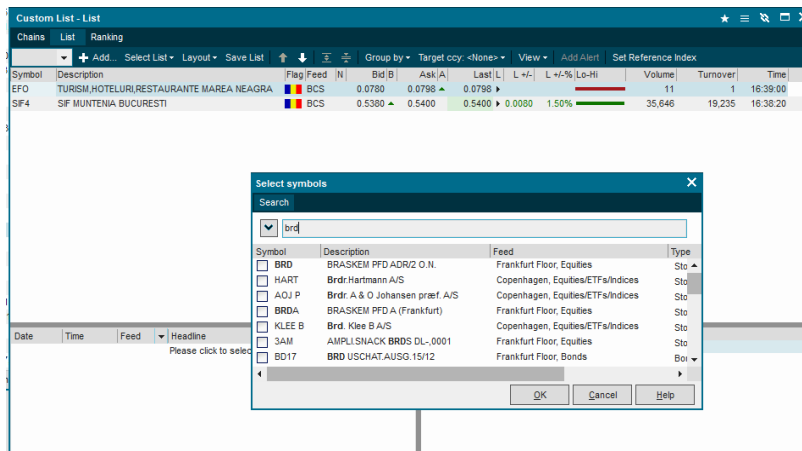 Custom List - List
Chains List Ranking
Add... Select List Layout Save List Group by Target ccy: <None> View Add Alert Set Reference Index
Symbol Description Flag Feed N Bid B Ask A Last L L +/- L +/-% Lo-Hi Volume Turnover Time
EFO TURISM,HOTELURI,RESTAURANTE MAREA NEAGRA BCS 0.0780 0.0798 0.0798 11 1 16:39:00
SIF4 SIF MUNTENIA BUCURESTI BCS 0.5380 0.5400 0.5400 0.0080 1.50% 35,646 19,235 16:38:20
Select symbols
Search
brd
Symbol Description Feed Type
BRD BRASKEM PFD ADR/2 O.N. Frankfurt Floor, Equities Sto
HART Brdr.Hartmann A/S Copenhagen, Equities/ETFs/Indices Sto
AOJ P Brdr. A & O Johansen præf. A/S Copenhagen, Equities/ETFs/Indices Sto
BRDA BRASKEM PFD A (Frankfurt) Frankfurt Floor, Equities Sto
KLEE B Brd. Klee B A/S Copenhagen, Equities/ETFs/Indices Sto
3AM AMPLI.SNACK BRDS DL-,0001 Frankfurt Floor, Equities Sto
BD17 BRD USCHAT.AUSG.15/12 Frankfurt Floor, Bonds Bon
OK Cancel Help
Date Time Feed Headline
Please click to selec